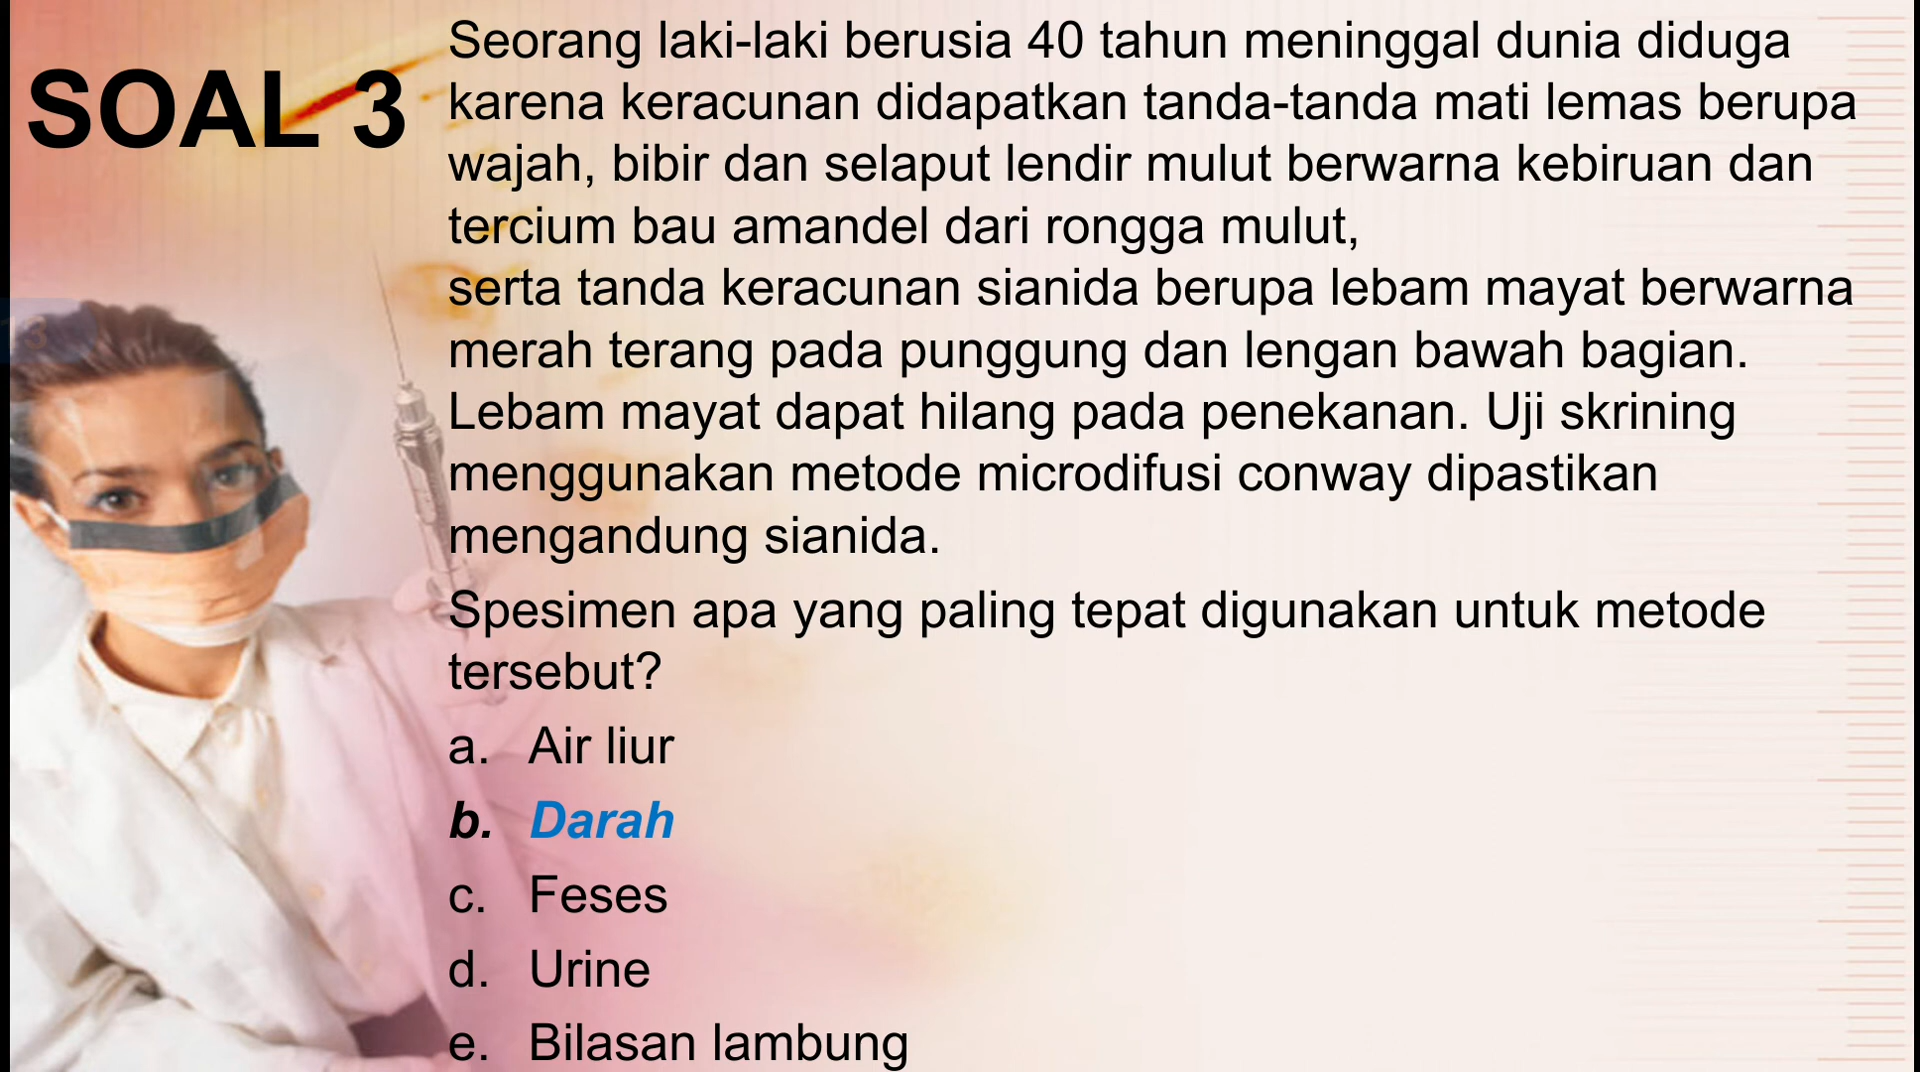 SOAL 3
Seorang laki-laki berusia 40 tahun meninggal dunia diduga
karena keracunan didapatkan tanda-tanda mati lemas berupa
wajah, bibir dan selaput lendir mulut berwarna kebiruan dan
tercium bau amandel dari rongga mulut,
serta tanda keracunan sianida berupa lebam mayat berwarna
merah terang pada punggung dan lengan bawah bagian.
Lebam mayat dapat hilang pada penekanan. Uji skrining
menggunakan metode microdifusi conway dipastikan
mengandung sianida.
Spesimen apa yang paling tepat digunakan untuk metode
tersebut?
a. Air liur
b. Darah
c. Feses
d. Urine
e. Bilasan lambung
13